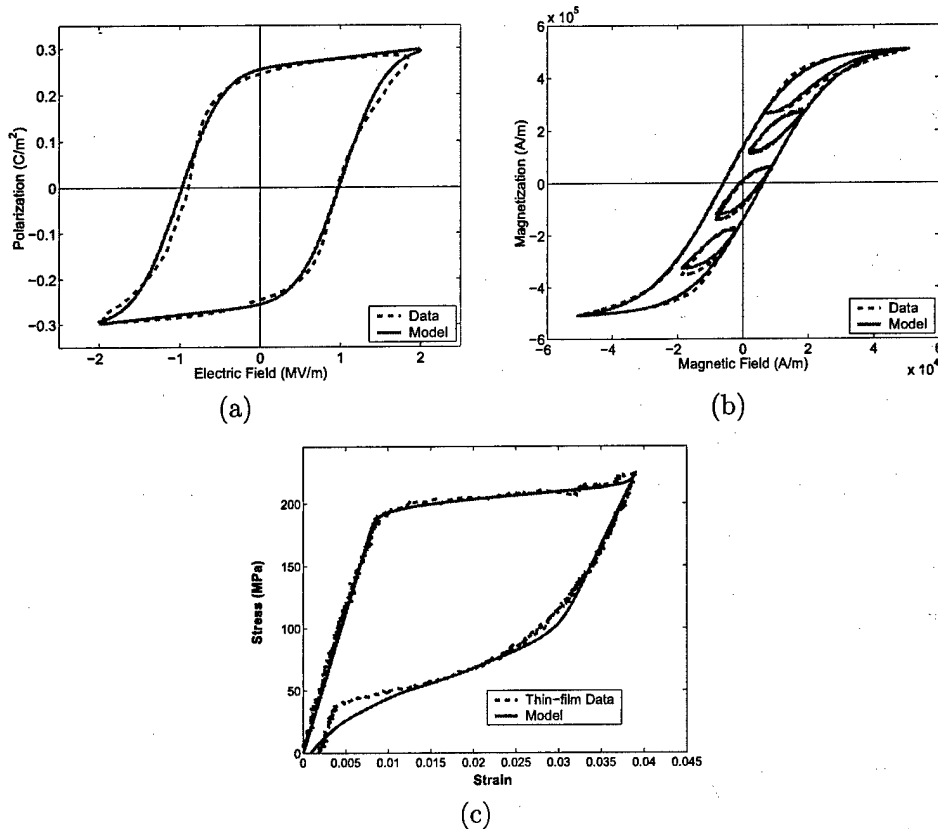 0.3
0.2
0.1
0
−0.1
−0.2
−0.3
Polarization (C/m²)
−2
−1
0
1
2
Electric Field (MV/m)
Data
Model
(a)
6 x 10⁵
4
2
0
−2
−4
−6
Magnetization (A/m)
−6
−4
−2
0
2
4
6
x 10⁴
Magnetic Field (A/m)
Data
Model
(b)
200
150
100
50
0
Stress (MPa)
0
0.005
0.01
0.015
0.02
0.025
0.03
0.035
0.04
0.045
Strain
Thin−film Data
Model
(c)